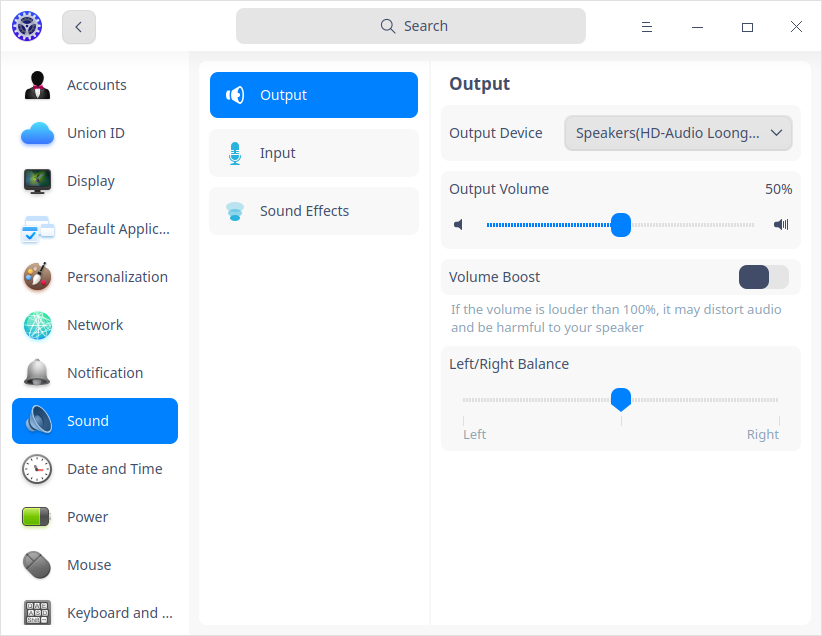 Search
Accounts
Union ID
Display
Default Applic...
Personalization
Network
Notification
Sound
Date and Time
Power
Mouse
Keyboard and ...
Output
Input
Sound Effects
Output
Output Device
Speakers(HD-Audio Loong...
Output Volume
50%
Volume Boost
If the volume is louder than 100%, it may distort audio
and be harmful to your speaker
Left/Right Balance
Left
Right